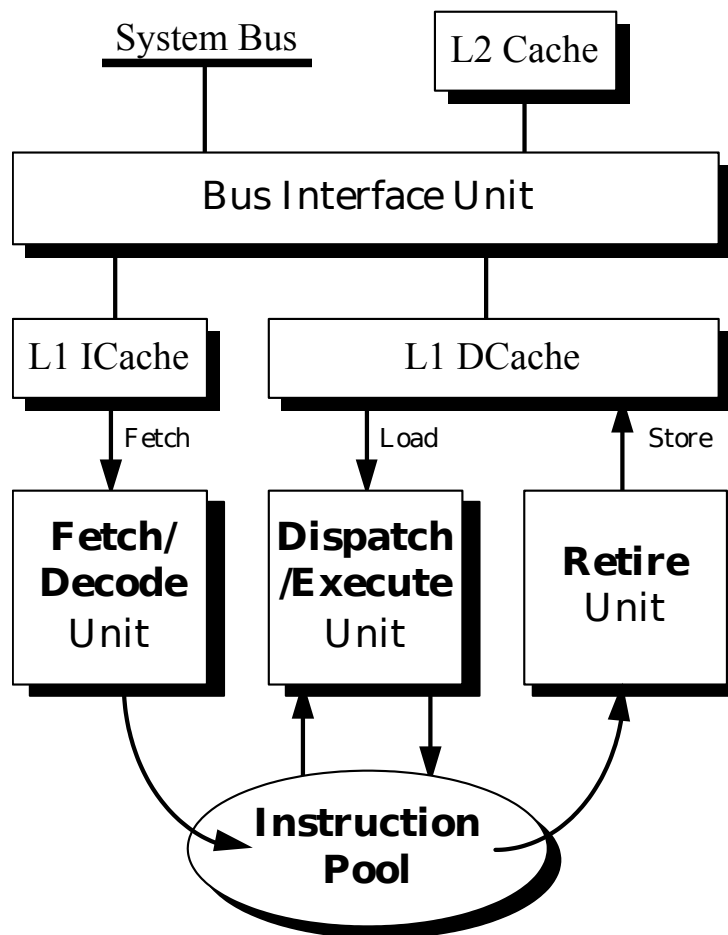 System Bus
L2 Cache
Bus Interface Unit
L1 ICache
L1 DCache
Fetch
Load
Store
Fetch/
Decode
Unit
Dispatch
/Execute
Unit
Retire
Unit
Instruction
Pool